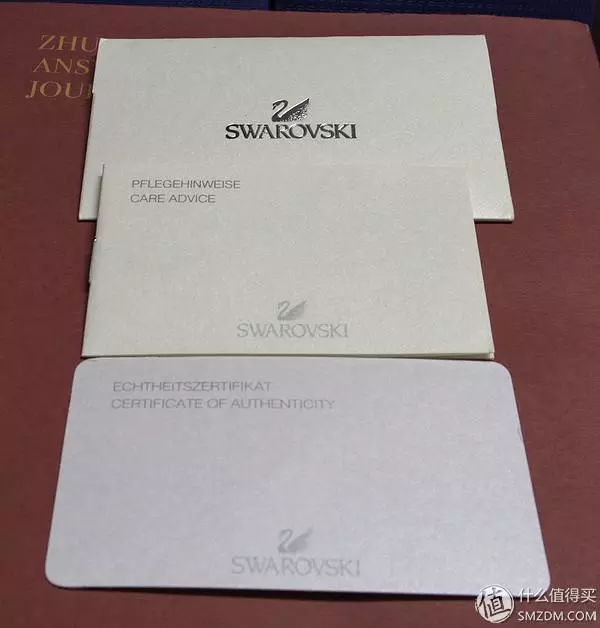 ZHU
ANS
JOU
SWAROVSKI
PFLEGEHINWEISE
CARE ADVICE
SWAROVSKI
ECHTHEITSZERTIFIKAT
CERTIFICATE OF AUTHENTICITY
SWAROVSKI
值 什么值得买
SMZDM.COM